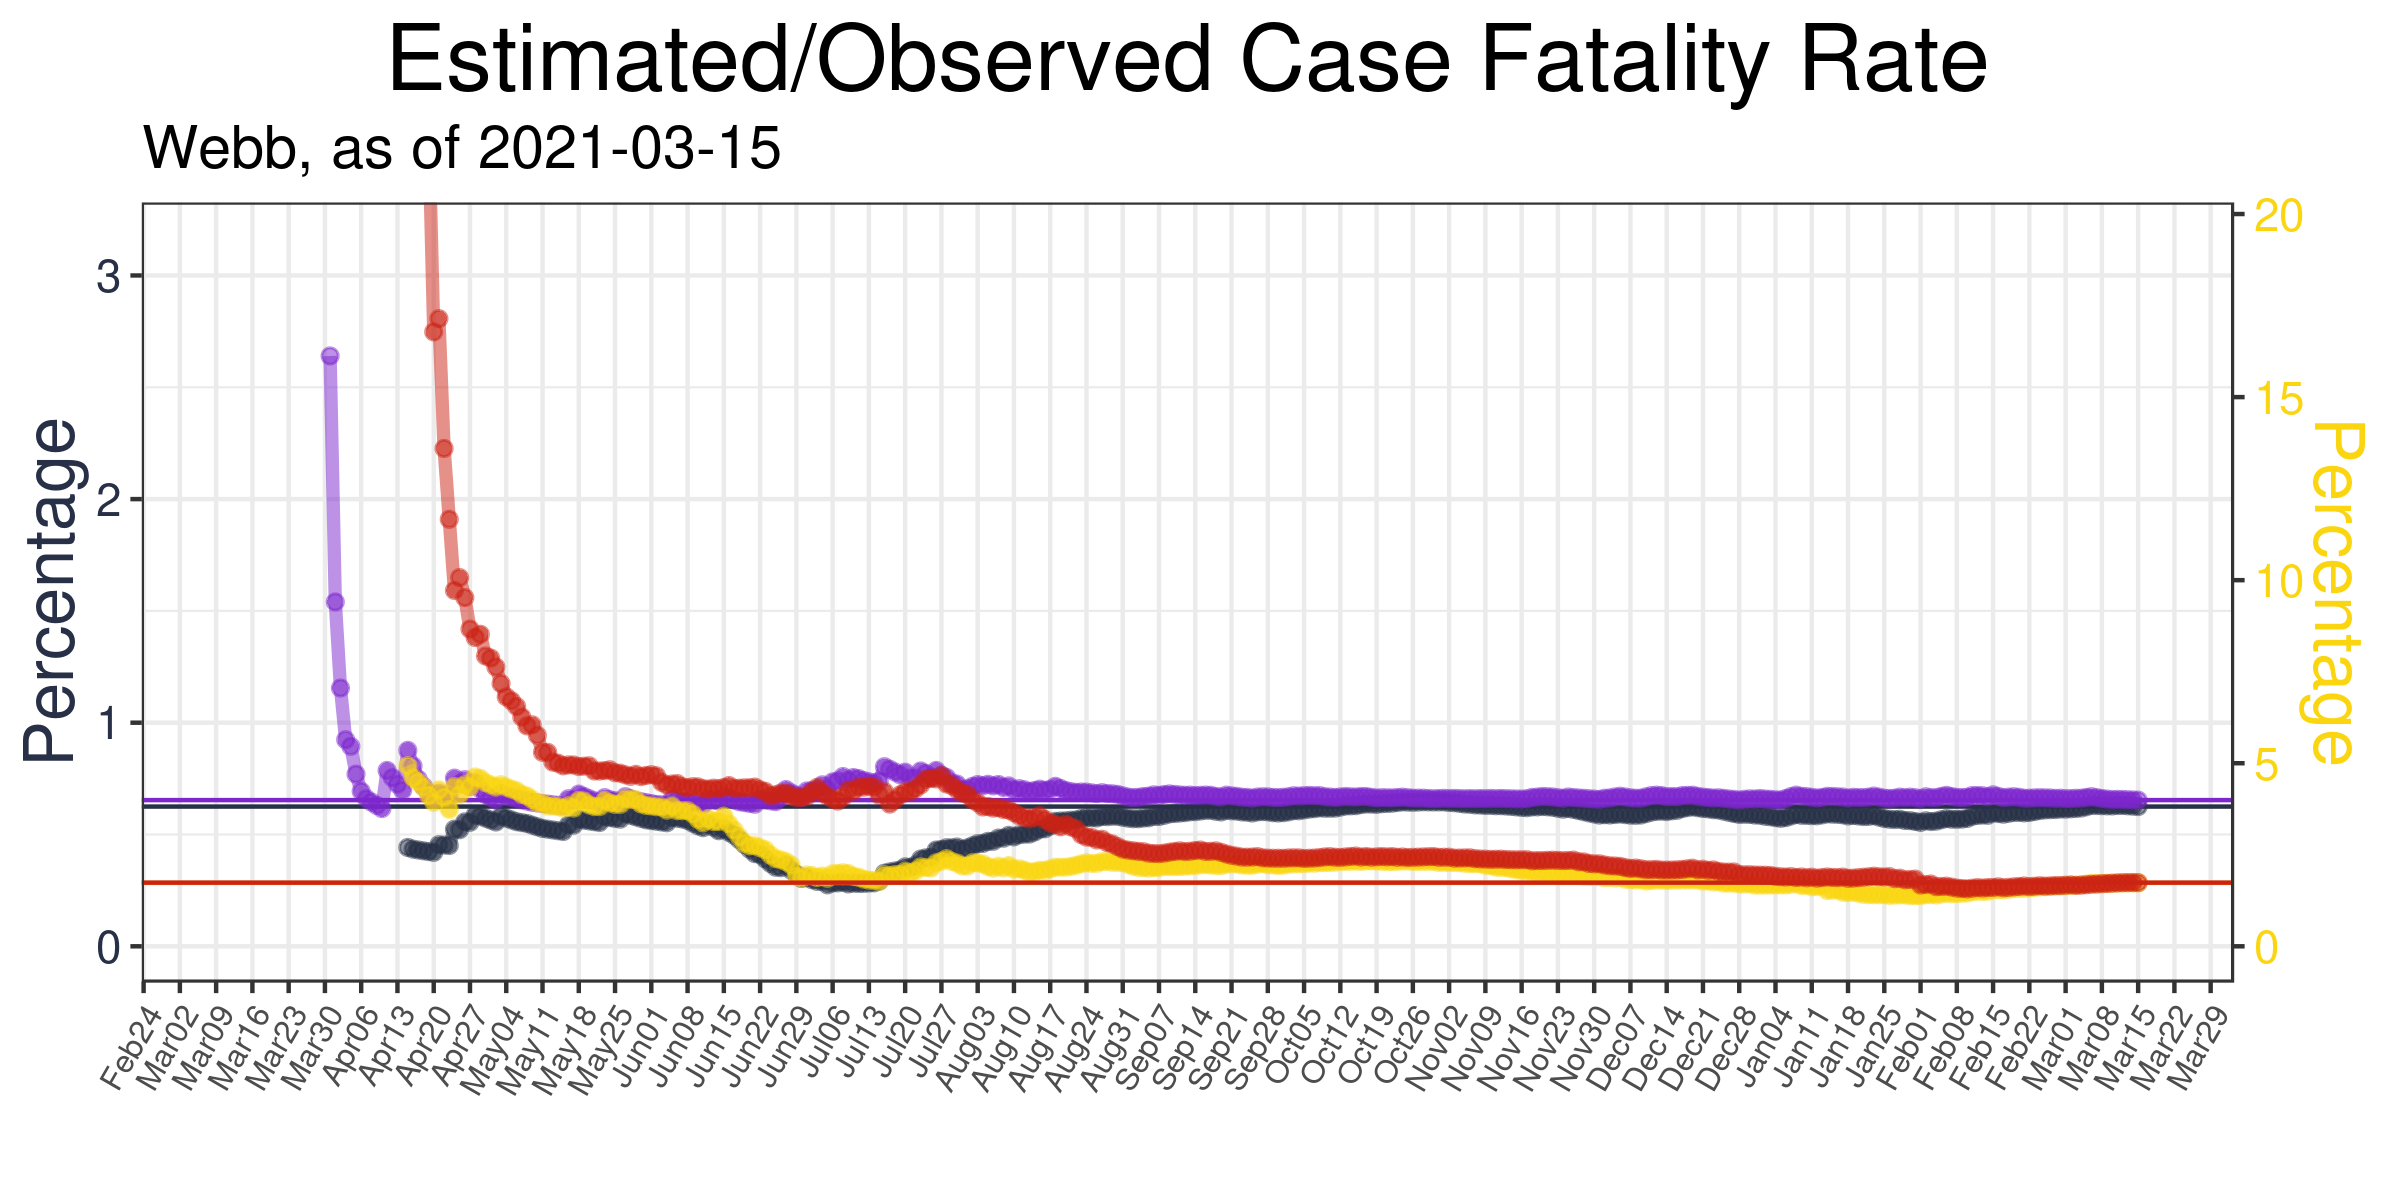 Estimated/Observed Case Fatality Rate
Webb, as of 2021-03-15
Percentage
3
2
1
0
20
15
10
5
0
Percentage
Feb24
Mar02
Mar09
Mar16
Mar23
Mar30
Apr06
Apr13
Apr20
Apr27
May04
May11
May18
May25
Jun01
Jun08
Jun15
Jun22
Jun29
Jul06
Jul13
Jul20
Jul27
Aug03
Aug10
Aug17
Aug24
Aug31
Sep07
Sep14
Sep21
Sep28
Oct05
Oct12
Oct19
Oct26
Nov02
Nov09
Nov16
Nov23
Nov30
Dec07
Dec14
Dec21
Dec28
Jan04
Jan11
Jan18
Jan25
Feb01
Feb08
Feb15
Feb22
Mar01
Mar08
Mar15
Mar22
Mar29